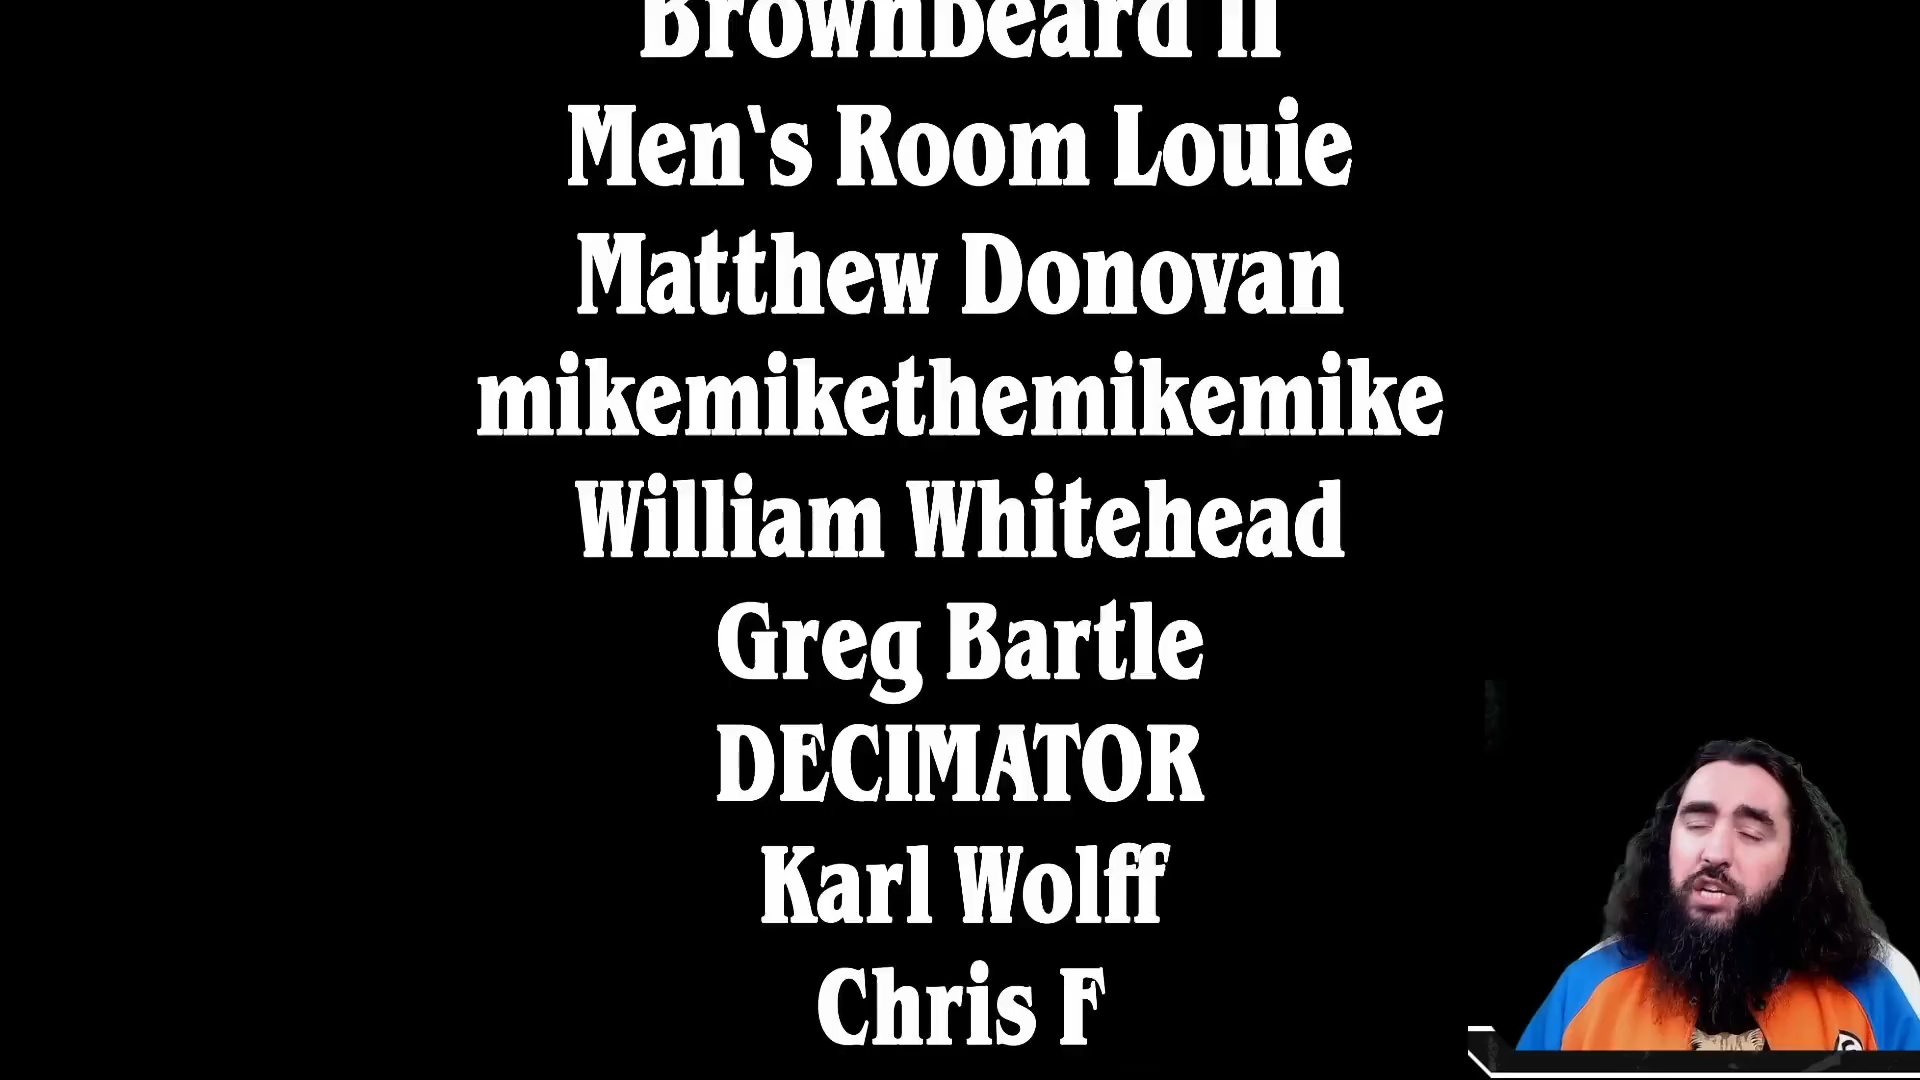 Brownbeard II
Men's Room Louie
Matthew Donovan
mikemikethemikemike
William Whitehead
Greg Bartle
DECIMATOR
Karl Wolff
Chris F